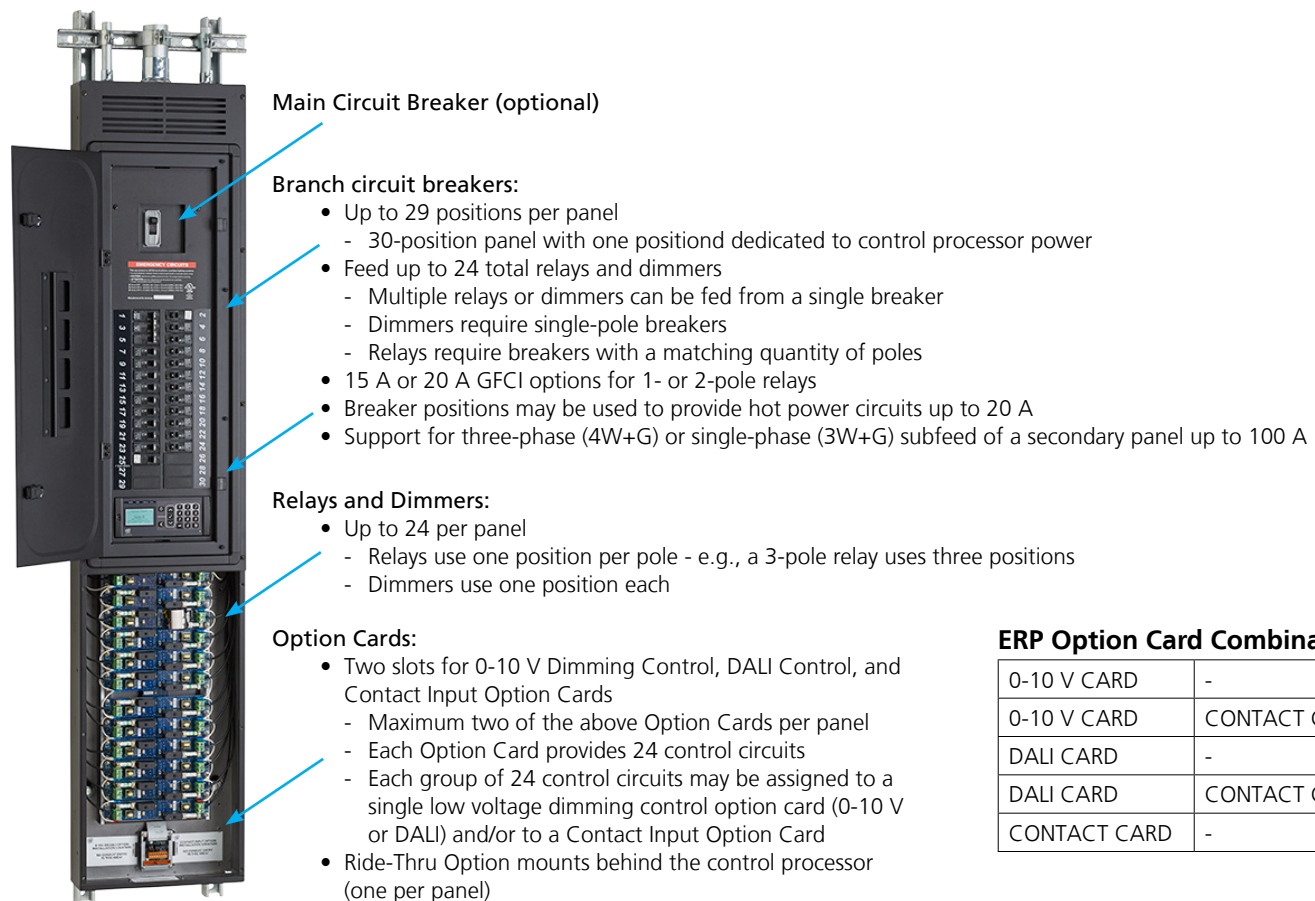 Main Circuit Breaker (optional)
Branch circuit breakers:
• Up to 29 positions per panel
- 30-position panel with one positiond dedicated to control processor power
• Feed up to 24 total relays and dimmers
- Multiple relays or dimmers can be fed from a single breaker
- Dimmers require single-pole breakers
- Relays require breakers with a matching quantity of poles
• 15 A or 20 A GFCI options for 1- or 2-pole relays
• Breaker positions may be used to provide hot power circuits up to 20 A
• Support for three-phase (4W+G) or single-phase (3W+G) subfeed of a secondary panel up to 100 A
Relays and Dimmers:
• Up to 24 per panel
- Relays use one position per pole - e.g., a 3-pole relay uses three positions
- Dimmers use one position each
Option Cards:
• Two slots for 0-10 V Dimming Control, DALI Control, and
Contact Input Option Cards
- Maximum two of the above Option Cards per panel
- Each Option Card provides 24 control circuits
- Each group of 24 control circuits may be assigned to a
single low voltage dimming control option card (0-10 V
or DALI) and/or to a Contact Input Option Card
• Ride-Thru Option mounts behind the control processor
(one per panel)
ERP Option Card Combina
0-10 V CARD -
0-10 V CARD CONTACT
DALI CARD -
DALI CARD CONTACT
CONTACT CARD -
EMERGENCY CIRCUITS
1 2
3 4
5 6
7 8
9 10
11 12
13 14
15 16
17 18
19 20
21 22
23 24
25 26
27 28
29 30